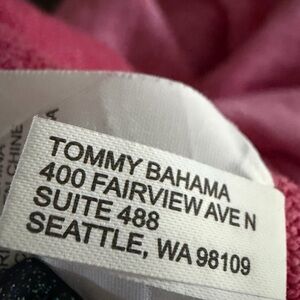 TOMMY BAHAMA
400 FAIRVIEW AVE N
SUITE 488
SEATTLE, WA 98109